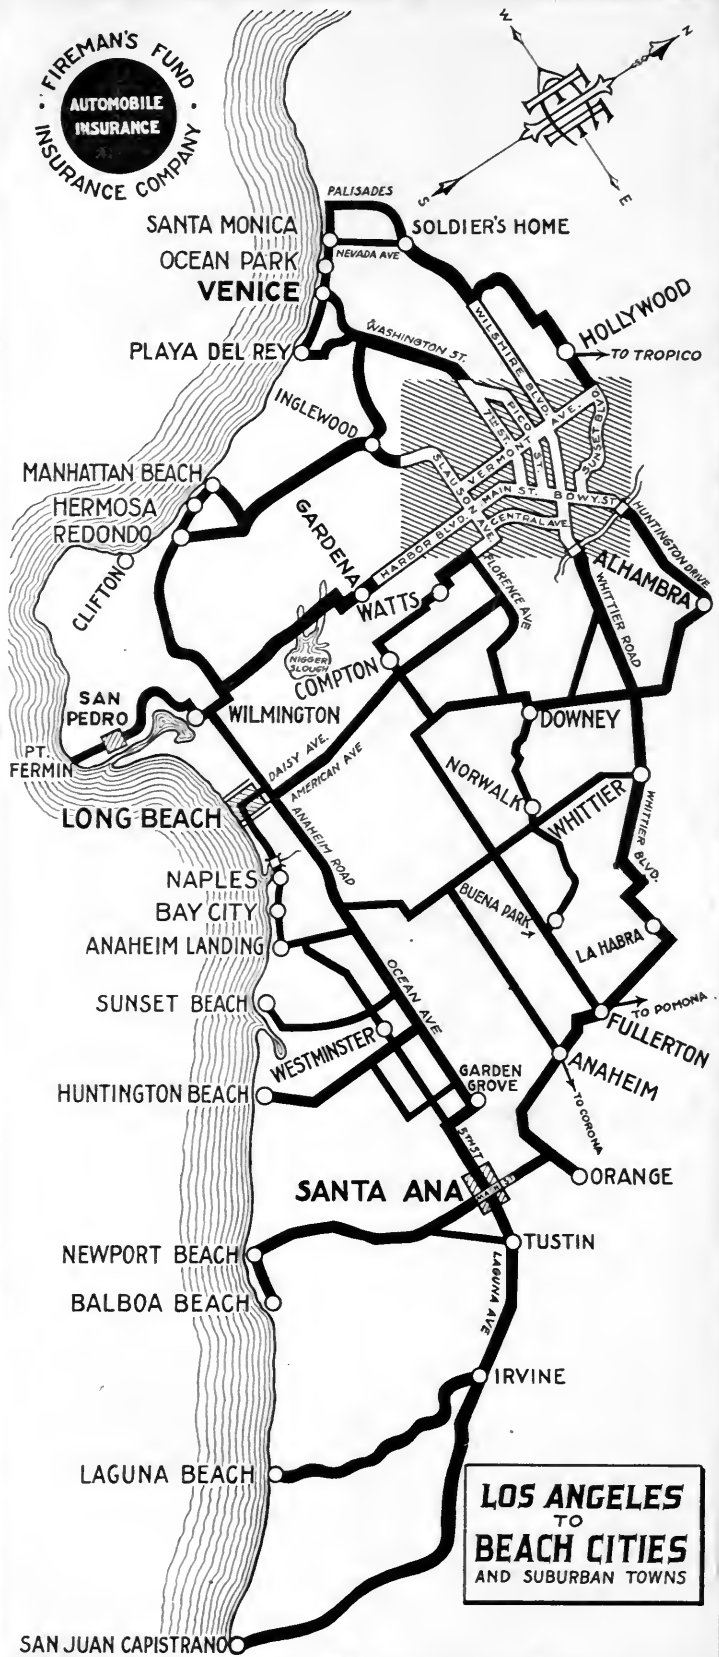 FIREMAN'S FUND
INSURANCE COMPANY
AUTOMOBILE
INSURANCE
W
N
S
E
PALISADES
SANTA MONICA
SOLDIER'S HOME
NEVADA AVE
OCEAN PARK
VENICE
WASHINGTON ST.
WILSHIRE BLVD.
HOLLYWOOD
PLAYA DEL REY
TO TROPICO
INGLEWOOD
7TH ST.
PICO ST.
VERMONT AVE.
SUNSET BLVD
SLAUSON AVE
MANHATTAN BEACH
HERMOSA
REDONDO
MAIN ST.
BDWY. ST
HUNTINGTON DRIVE
CENTRAL AVE
HARBOR BLVD.
CLIFTON
GARDENA
WATTS
FLORENCE AVE
ALHAMBRA
WHITTIER ROAD
NIGGER
SLOUGH
COMPTON
SAN
PEDRO
WILMINGTON
DOWNEY
PT.
FERMIN
DAISY AVE.
AMERICAN AVE
NORWALK
WHITTIER
LONG BEACH
ANAHEIM ROAD
WHITTIER BLVD.
NAPLES
BAY CITY
BUENA PARK
ANAHEIM LANDING
LA HABRA
OCEAN AVE
SUNSET BEACH
TO POMONA
WESTMINSTER
FULLERTON
GARDEN
GROVE
ANAHEIM
HUNTINGTON BEACH
TO CORONA
5TH ST
SANTA ANA
MAIN ST
ORANGE
NEWPORT BEACH
TUSTIN
BALBOA BEACH
LAGUNA AVE
IRVINE
LAGUNA BEACH
LOS ANGELES
TO
BEACH CITIES
AND SUBURBAN TOWNS
SAN JUAN CAPISTRANO